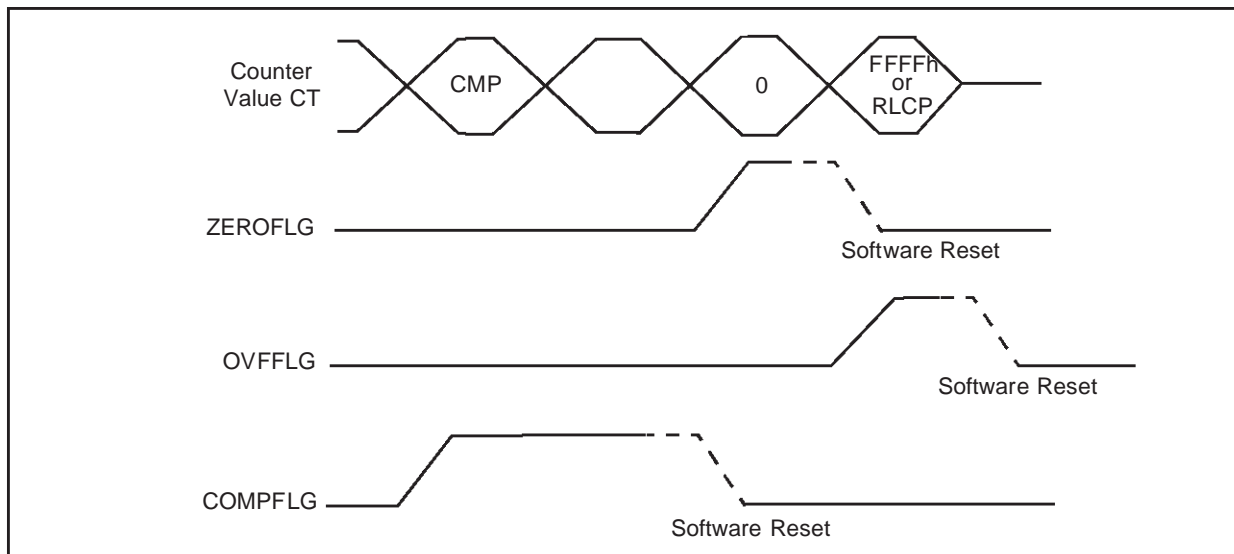 Counter
Value CT
CMP
0
FFFFh
or
RLCP
ZEROFLG
Software Reset
OVFFLG
Software Reset
COMPFLG
Software Reset